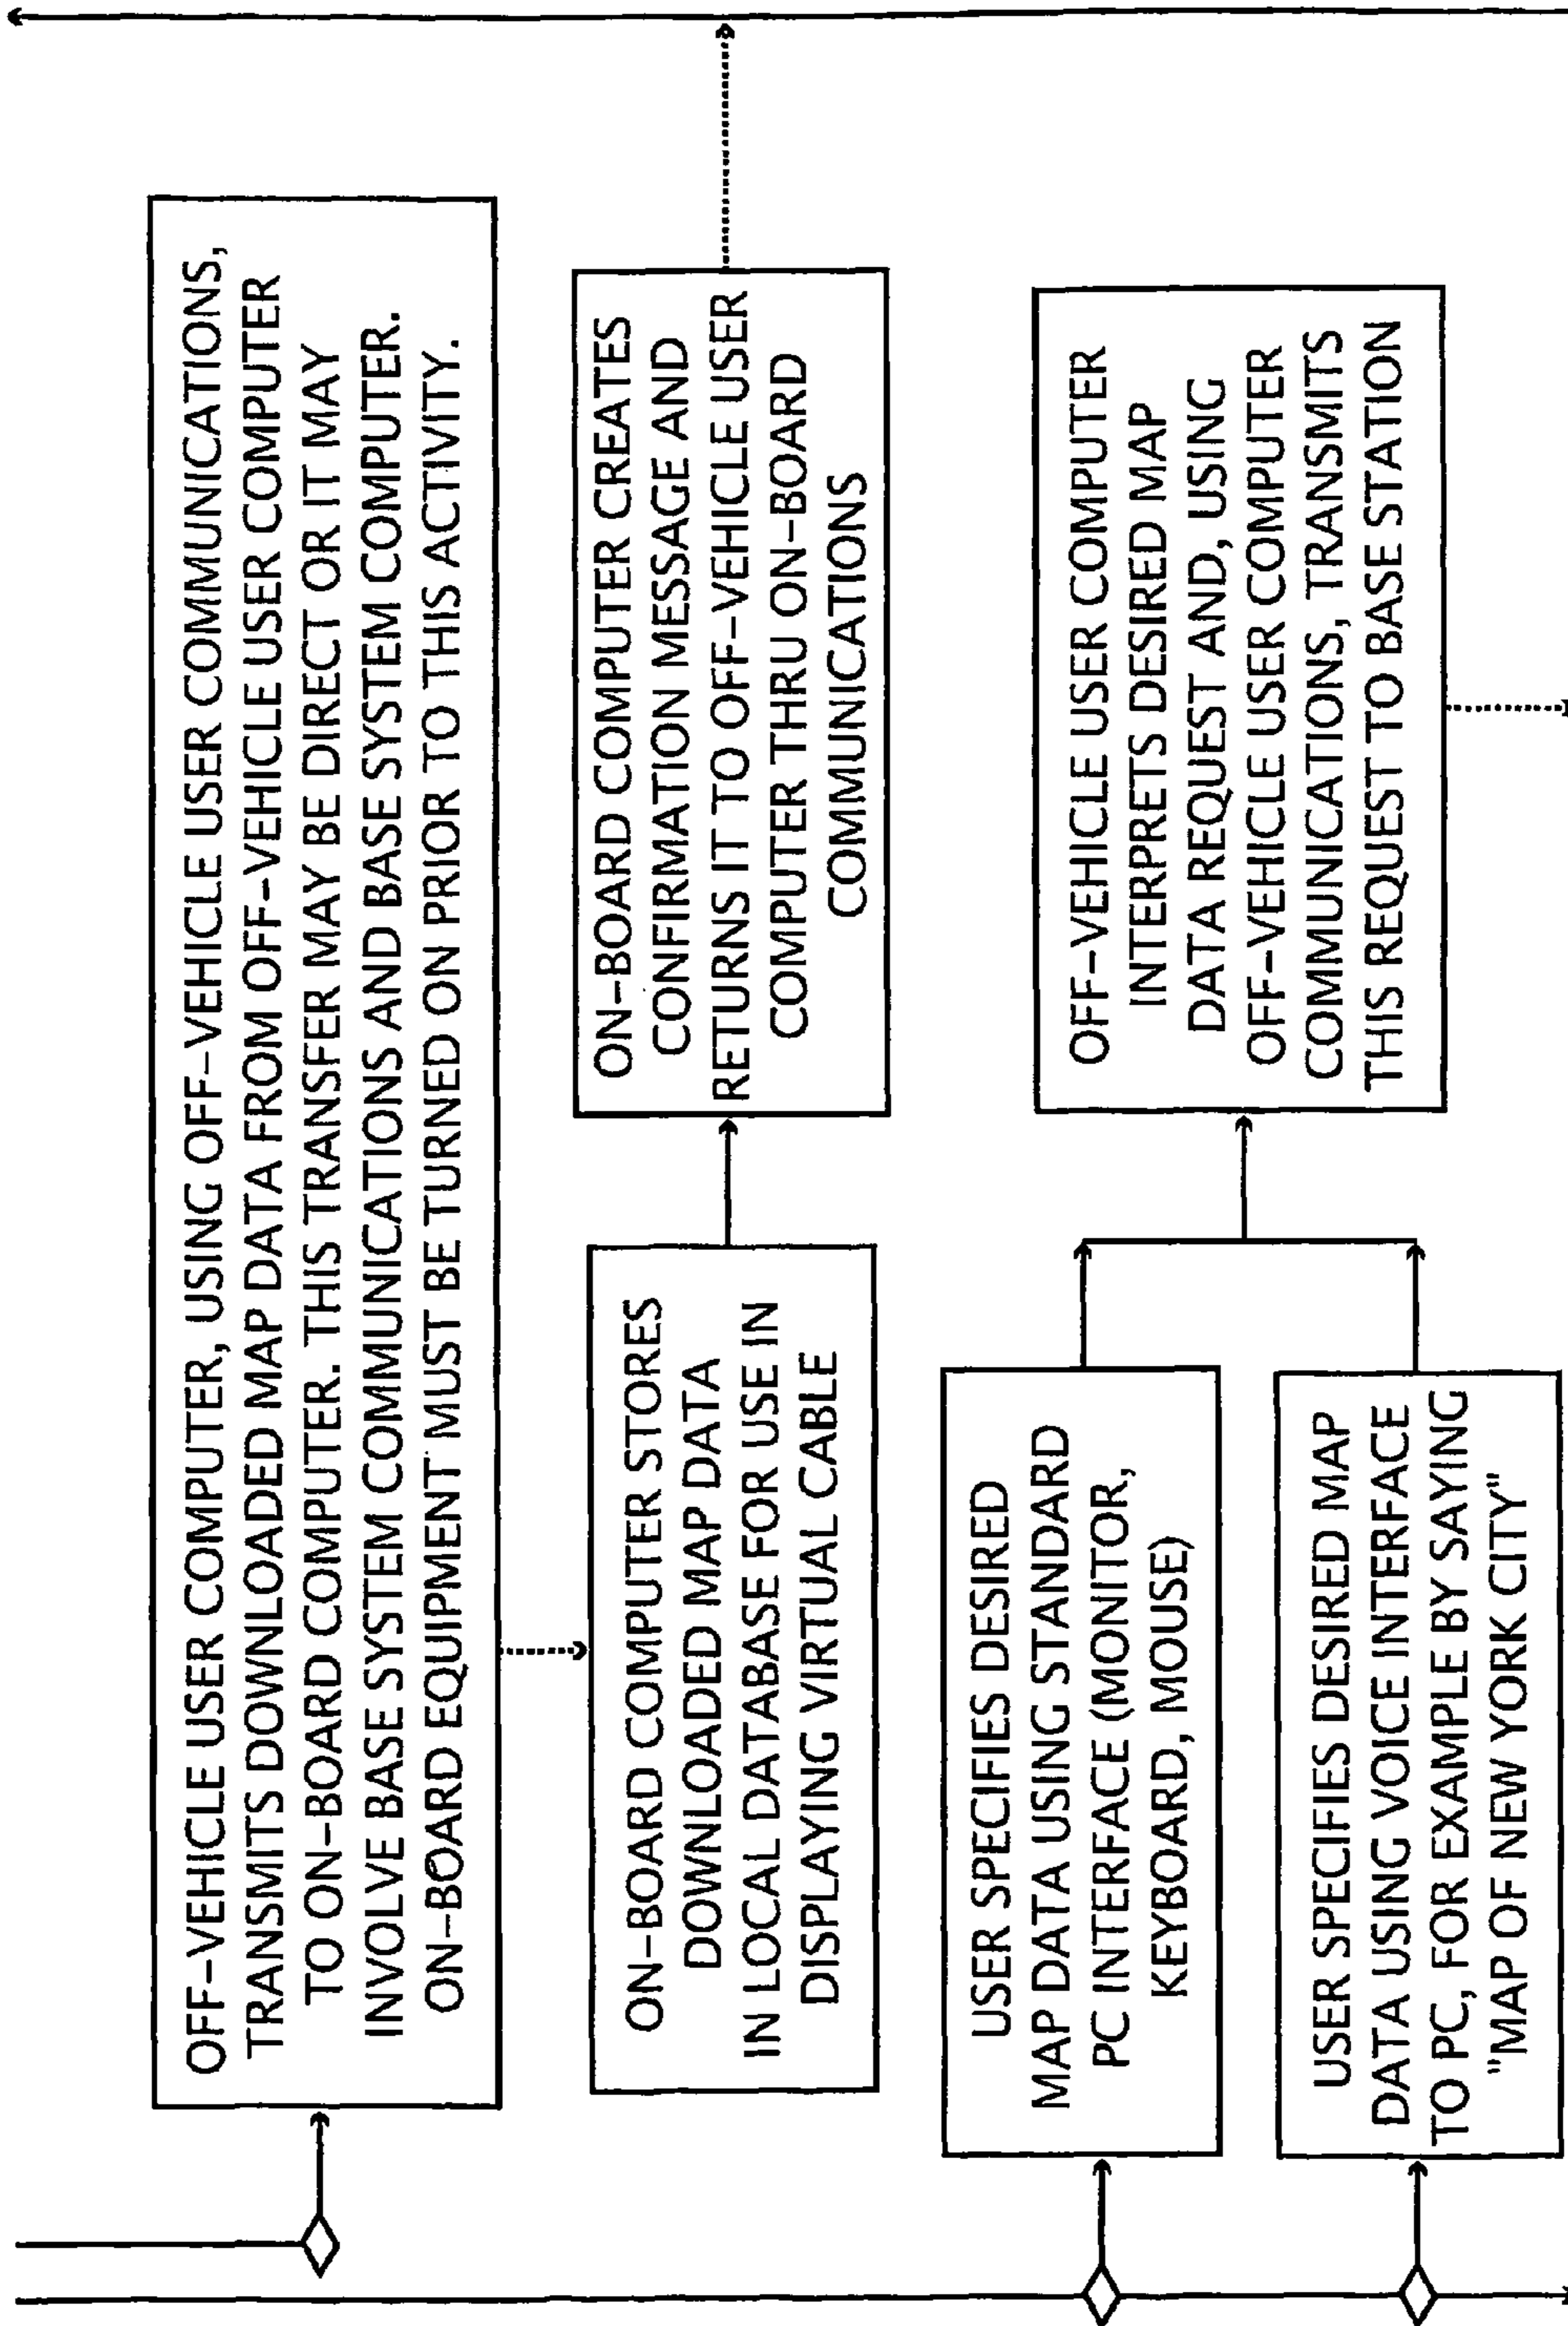 OFF-VEHICLE USER COMPUTER, USING OFF-VEHICLE USER COMMUNICATIONS,
TRANSMITS DOWNLOADED MAP DATA FROM OFF-VEHICLE USER COMPUTER
TO ON-BOARD COMPUTER. THIS TRANSFER MAY BE DIRECT OR IT MAY
INVOLVE BASE SYSTEM COMMUNICATIONS AND BASE SYSTEM COMPUTER.
ON-BOARD EQUIPMENT MUST BE TURNED ON PRIOR TO THIS ACTIVITY.
ON-BOARD COMPUTER STORES
DOWNLOADED MAP DATA
IN LOCAL DATABASE FOR USE IN
DISPLAYING VIRTUAL CABLE
ON-BOARD COMPUTER CREATES
CONFIRMATION MESSAGE AND
RETURNS IT TO OFF-VEHICLE USER
COMPUTER THRU ON-BOARD
COMMUNICATIONS
USER SPECIFIES DESIRED
MAP DATA USING STANDARD
PC INTERFACE (MONITOR,
KEYBOARD, MOUSE)
USER SPECIFIES DESIRED MAP
DATA USING VOICE INTERFACE
TO PC, FOR EXAMPLE BY SAYING
"MAP OF NEW YORK CITY"
OFF-VEHICLE USER COMPUTER
INTERPRETS DESIRED MAP
DATA REQUEST AND, USING
OFF-VEHICLE USER COMPUTER
COMMUNICATIONS, TRANSMITS
THIS REQUEST TO BASE STATION